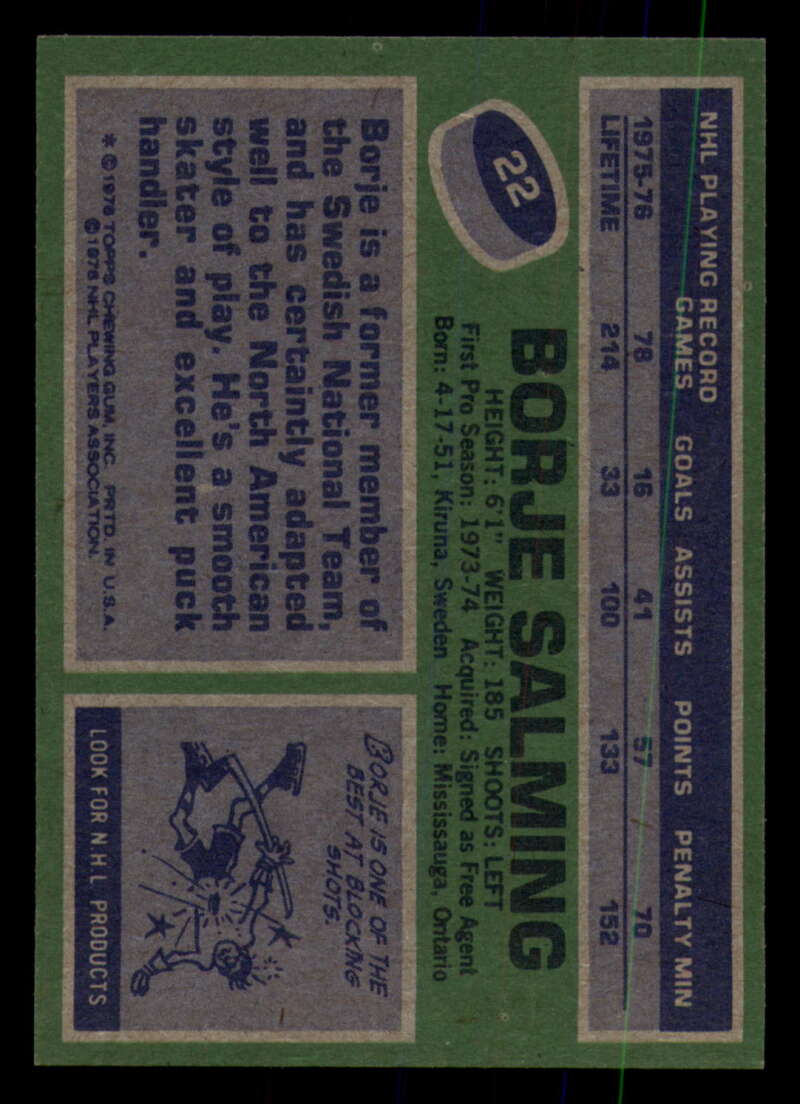 NHL PLAYING RECORD
GAMES GOALS ASSISTS POINTS PENALTY MIN
1975-76 78 16 41 57 70
LIFETIME 214 33 100 133 152
22
BORJE SALMING
HEIGHT: 6'1" WEIGHT: 185 SHOOTS: LEFT
First Pro Season: 1973-74 Acquired: Signed as Free Agent
Born: 4-17-51, Kiruna, Sweden Home: Mississauga, Ontario
Borje is a former member of
the Swedish National Team,
and has certaintly adapted
well to the North American
style of play. He's a smooth
skater and excellent puck
handler.
* © 1976 TOPPS CHEWING GUM, INC. PRTD. IN U.S.A.
© 1976 NHL PLAYERS ASSOCIATION.
BORJE IS ONE OF THE
BEST AT BLOCKING
SHOTS.
LOOK FOR NHL PRODUCTS